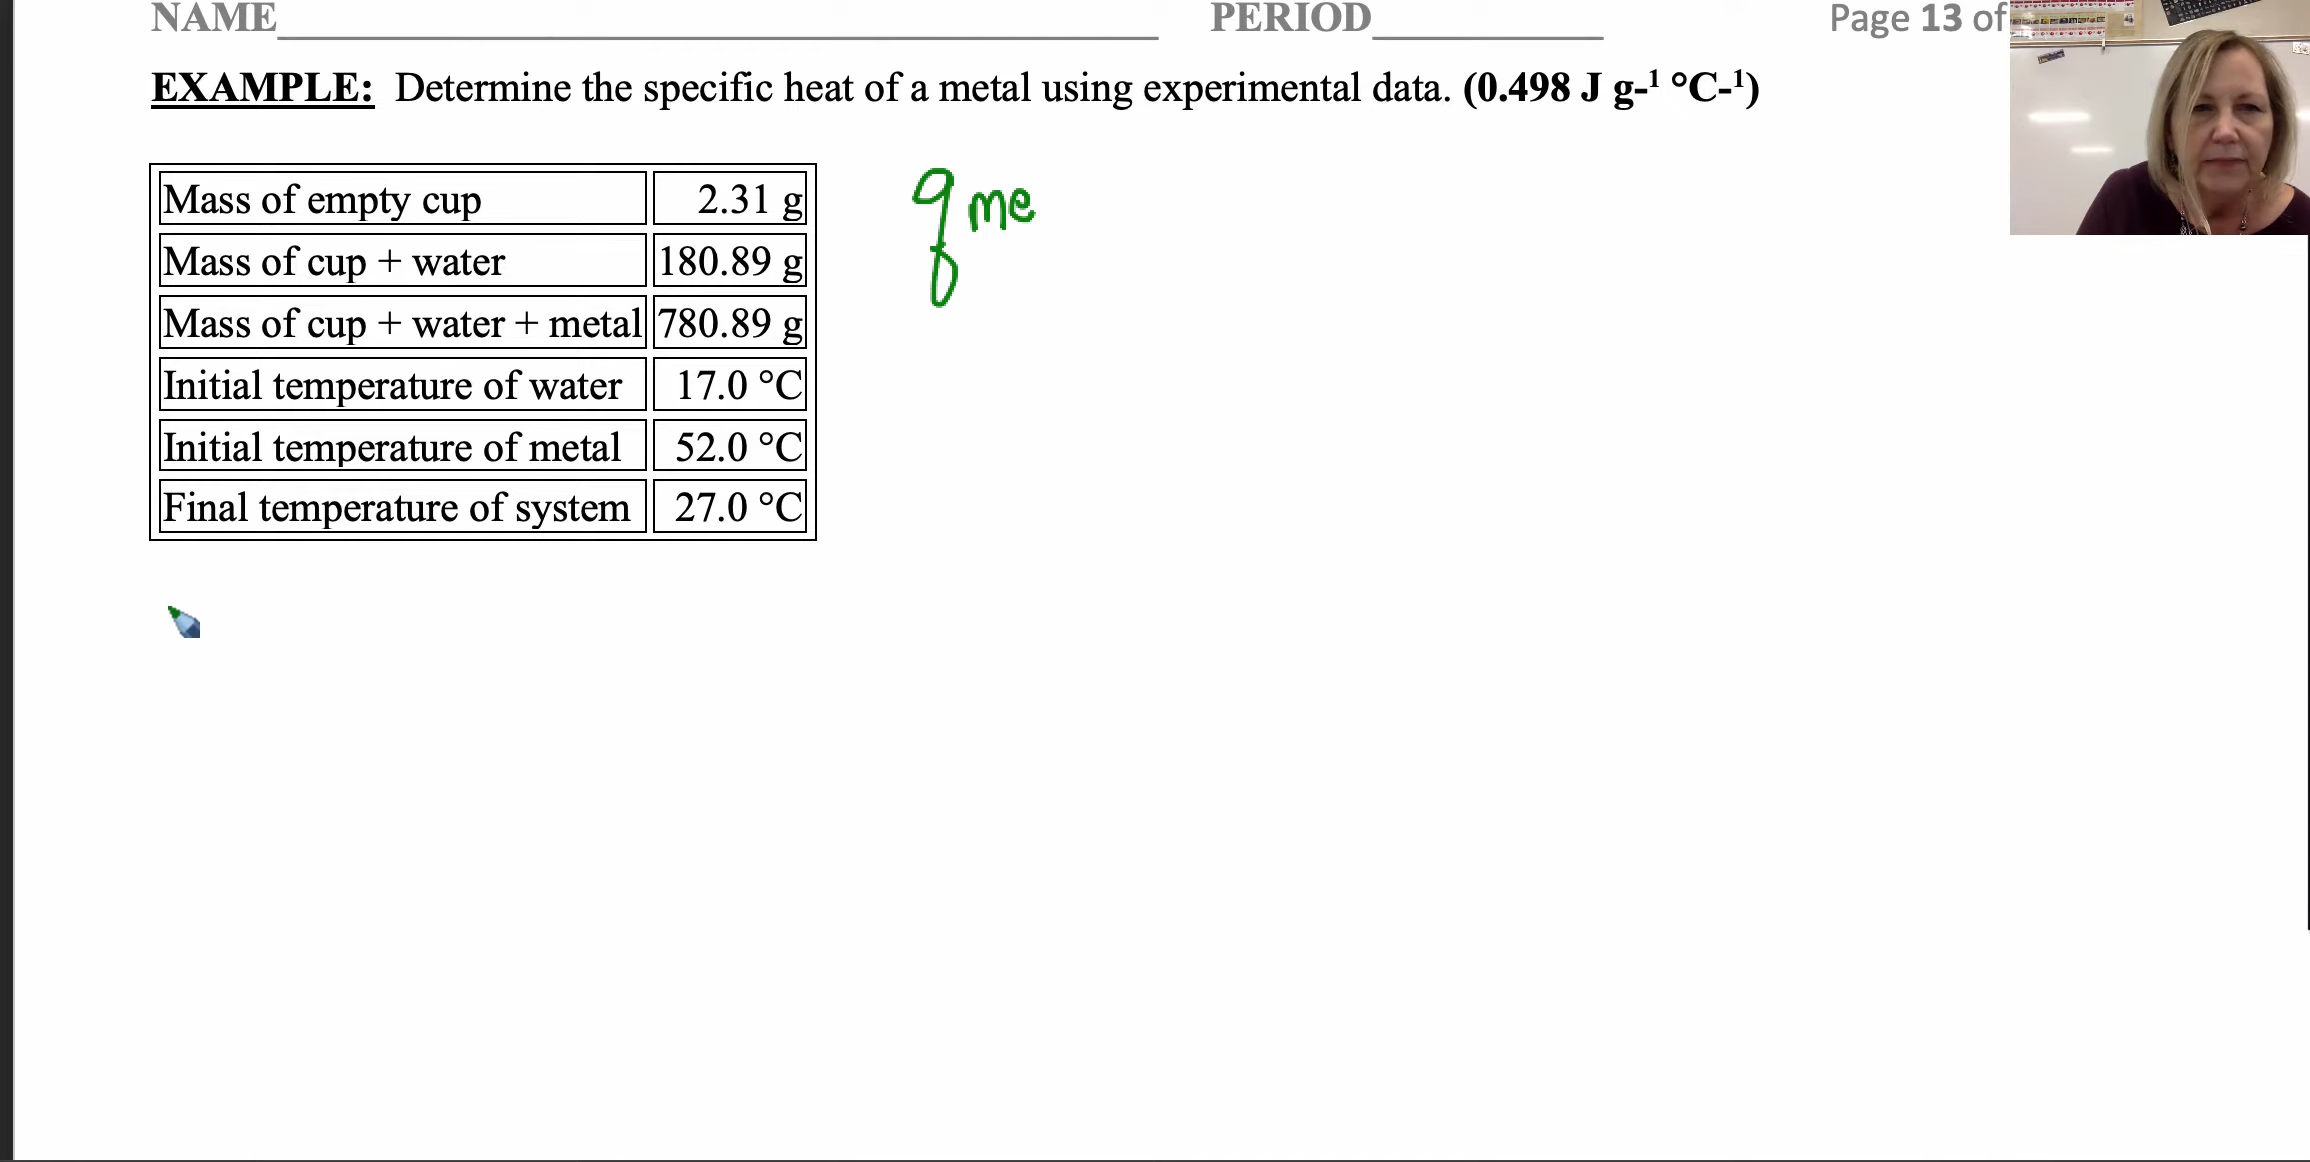 NAME PERIOD Page 13 of
EXAMPLE: Determine the specific heat of a metal using experimental data. (0.498 J g-¹ °C-¹)
Mass of empty cup 2.31 g
Mass of cup + water 180.89 g
Mass of cup + water + metal 780.89 g
Initial temperature of water 17.0 °C
Initial temperature of metal 52.0 °C
Final temperature of system 27.0 °C
q me